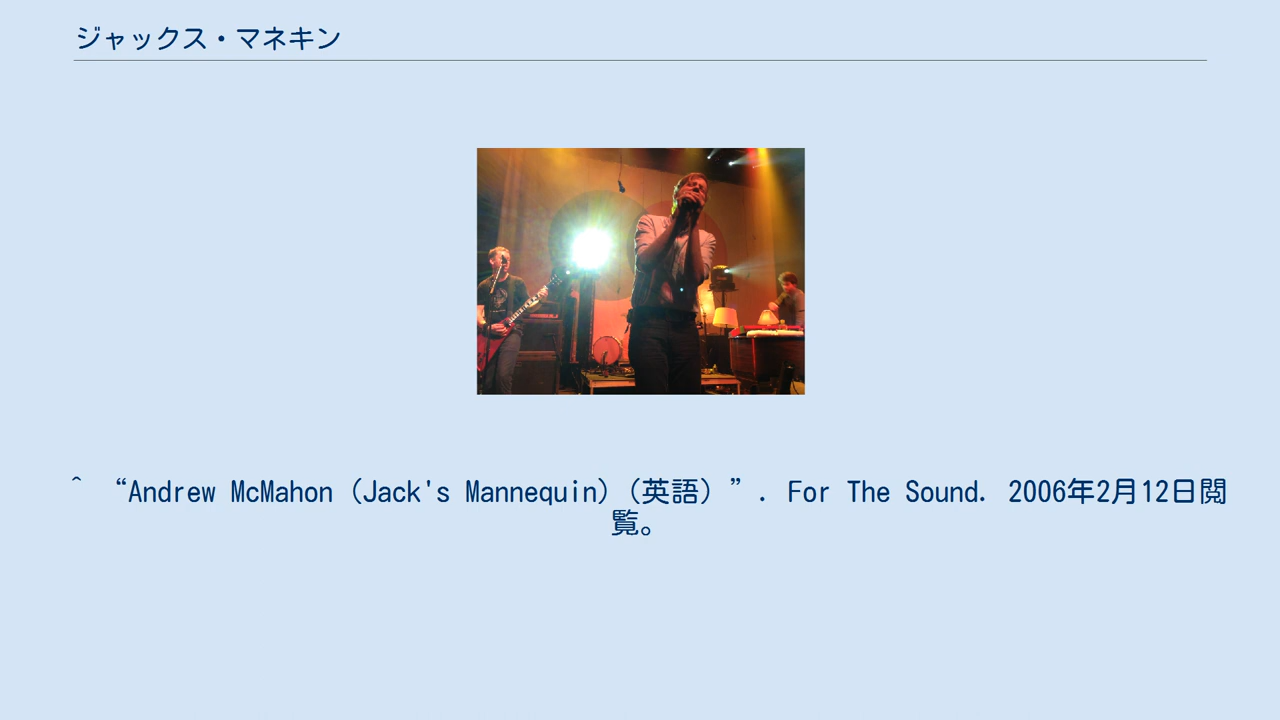 ジャックス・マネキン
^ “Andrew McMahon (Jack's Mannequin)（英語）”. For The Sound. 2006年2月12日閲
覧。